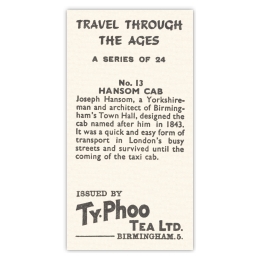 TRAVEL THROUGH
THE AGES
A SERIES OF 24
No. 13
HANSOM CAB
Joseph Hansom, a Yorkshire-
man and architect of Birming-
ham's Town Hall, designed the
cab named after him in 1843.
It was a quick and easy form of
transport in London's busy
streets and survived until the
coming of the taxi cab.
ISSUED BY
Ty-Phoo
TEA LTD.
BIRMINGHAM. 5.